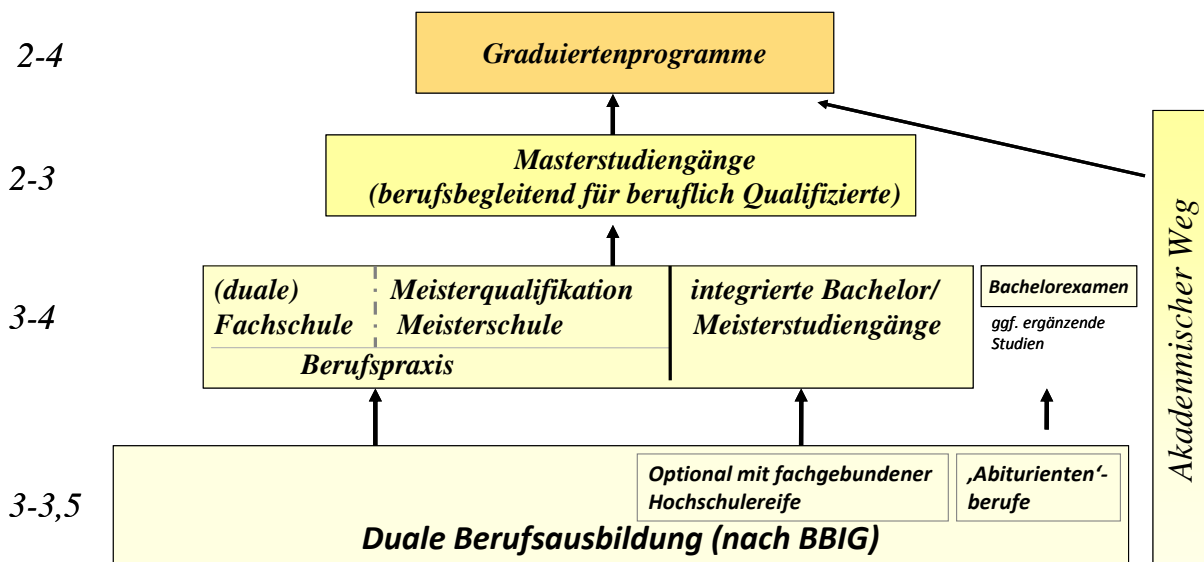 2-4
Graduiertenprogramme
2-3
Masterstudiengänge
(berufsbegleitend für beruflich Qualifizierte)
3-4
(duale)
Fachschule
Meisterqualifikation
Meisterschule
Berufspraxis
integrierte Bachelor/
Meisterstudiengänge
Bachelorexamen
ggf. ergänzende
Studien
3-3,5
Optional mit fachgebundener
Hochschulereife
‚Abiturienten‘-
berufe
Duale Berufsausbildung (nach BBIG)
Akadenmischer Weg